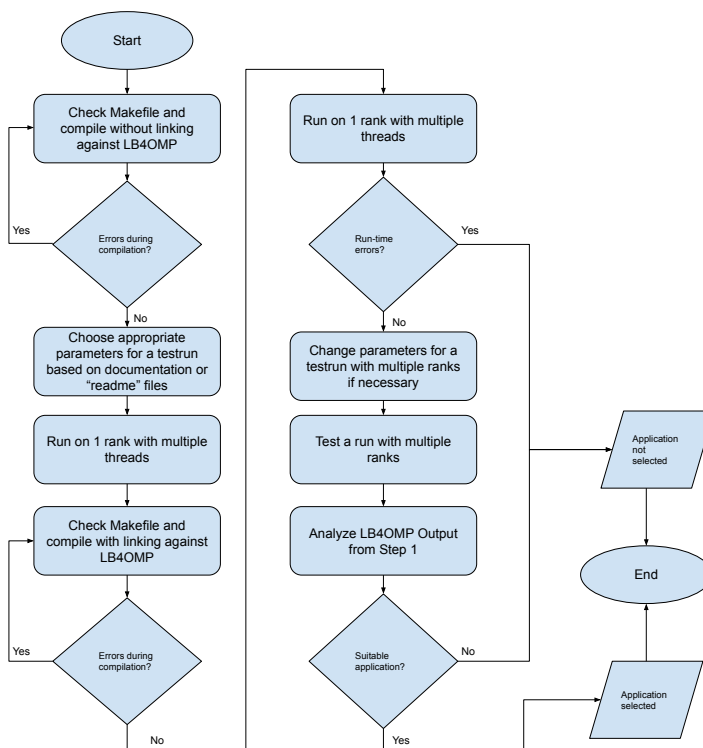 Start
Check Makefile and
compile without linking
against LB4OMP
Yes
Errors during
compilation?
No
Choose appropriate
parameters for a testrun
based on documentation or
“readme” files
Run on 1 rank with multiple
threads
Check Makefile and
compile with linking against
LB4OMP
Yes
Errors during
compilation?
No
Run on 1 rank with multiple
threads
Yes
Run-time
errors?
No
Change parameters for a
testrun with multiple ranks
if necessary
Test a run with multiple
ranks
Analyze LB4OMP Output
from Step 1
Suitable
application?
No
Yes
Application
not
selected
End
Application
selected